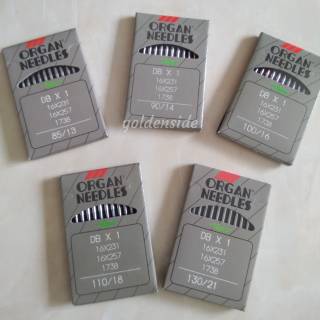 ORGAN
NEEDLES
DB X 1
16X231
16X257
1738
85/13
ORGAN
NEEDLES
DB X 1
16X231
16X257
1738
90/14
ORGAN
NEEDLES
DB X 1
16X231
16X257
1738
100/16
goldenside
ORGAN
NEEDLES
DB X 1
16X231
16X257
1738
110/18
ORGAN
NEEDLES
DB X 1
16X231
16X257
1738
130/21